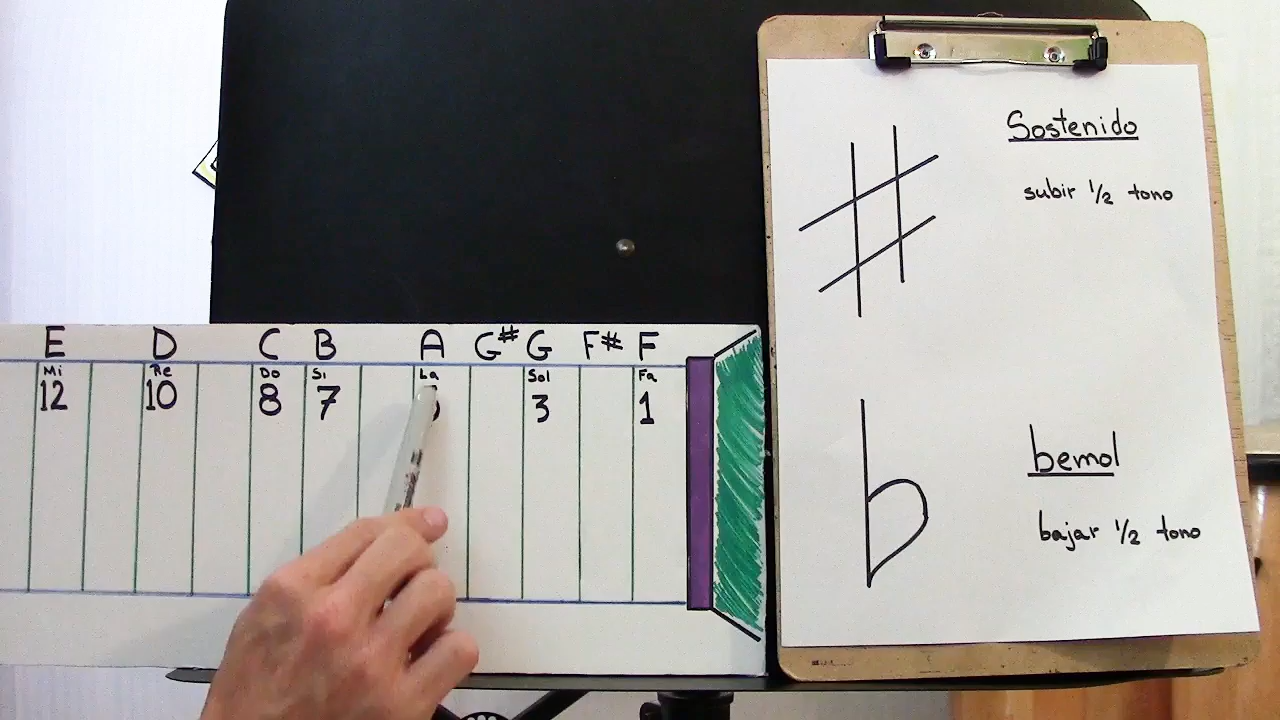 E D C B A G# G F# F
Mi Re Do Si La Sol Fa
12 10 8 7 3 1
#
Sostenido
subir 1/2 tono
b
bemol
bajar 1/2 tono